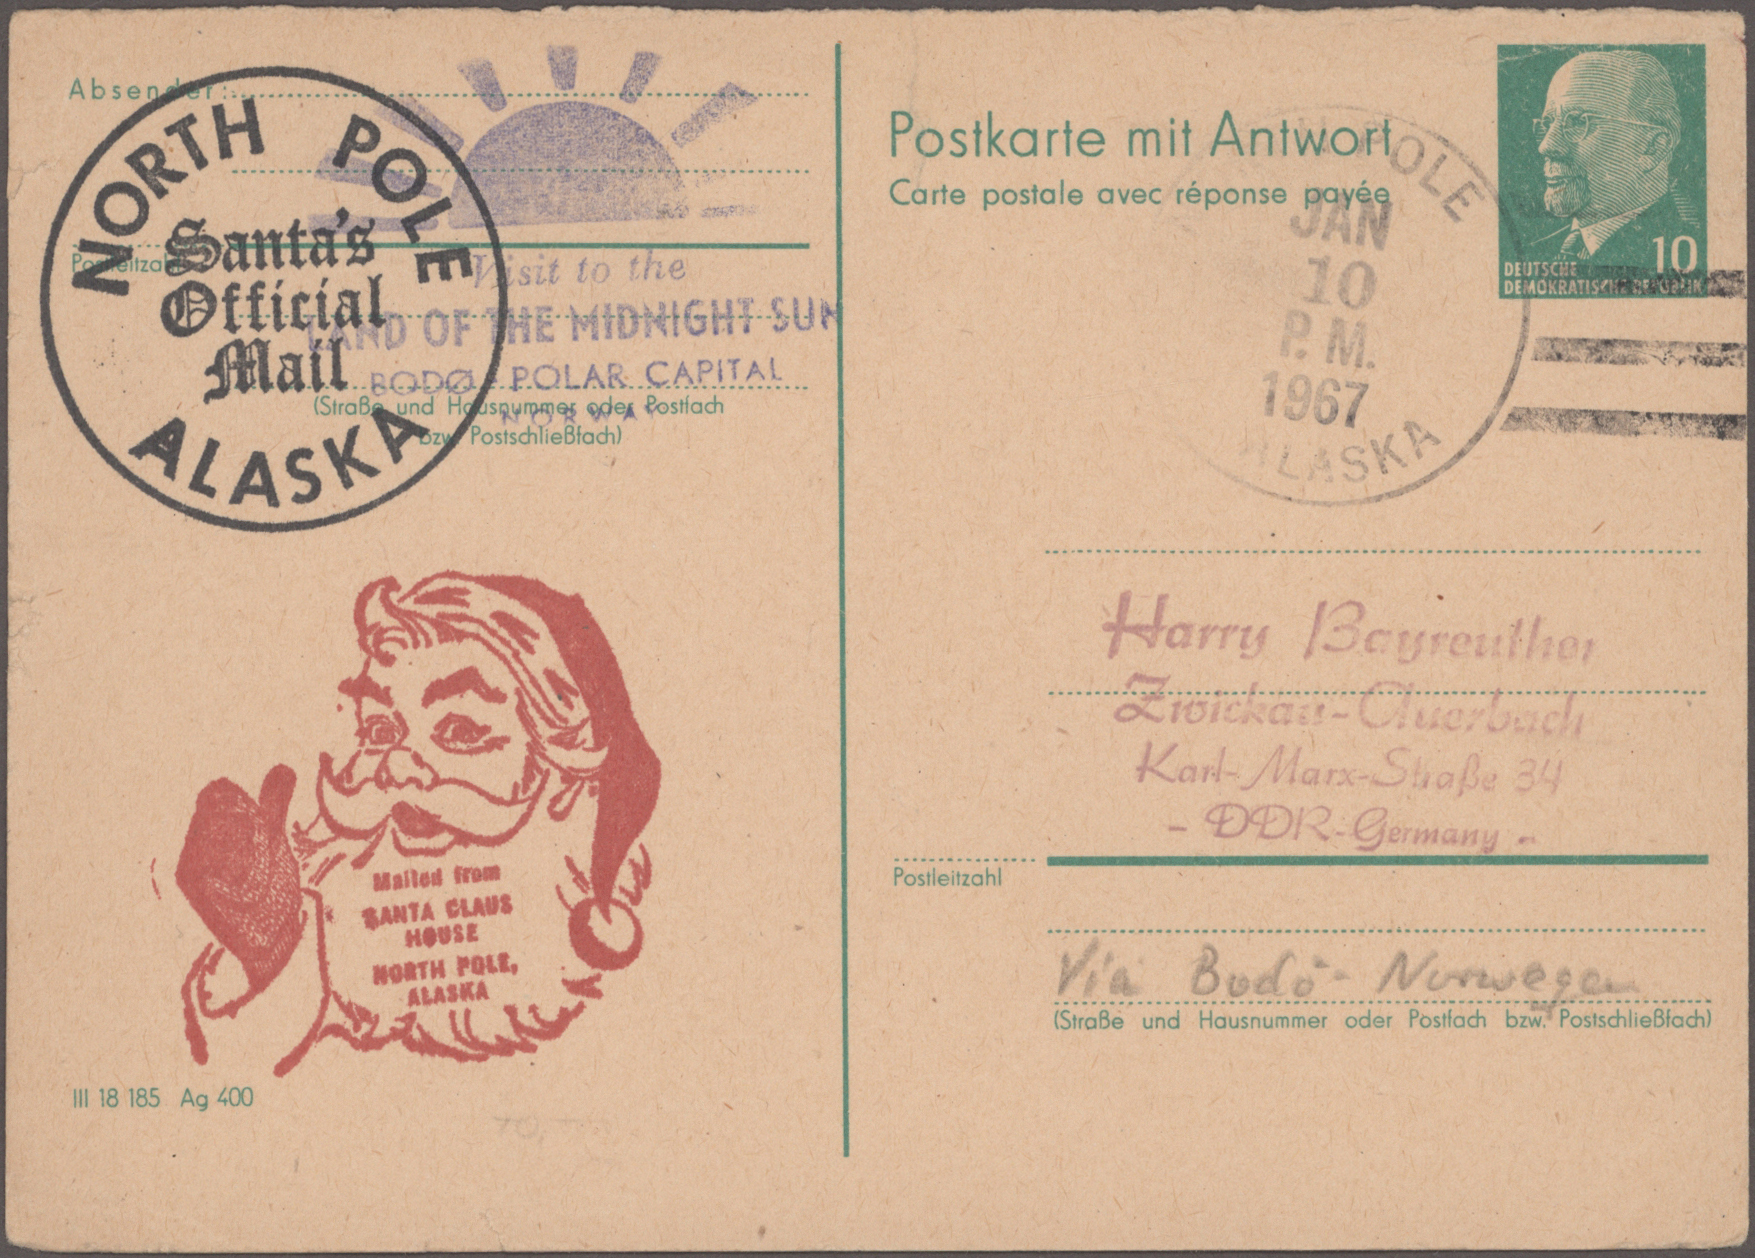 Absender:
NORTH POLE
Santa's
Official
Mail
ALASKA
Postleitzahl
Visit to the
LAND OF THE MIDNIGHT SUN
BODØ - POLAR CAPITAL
NORWAY
(Straße und Hausnummer oder Postfach
bzw. Postschließfach)
Mailed from
SANTA CLAUS
HOUSE
NORTH POLE,
ALASKA
III 18 185 Ag 400
Postkarte mit Antwort
Carte postale avec réponse payée
POLE
JAN
10
P.M.
1967
ALASKA
10
DEUTSCHE
DEMOKRATISCHE REPUBLIK
Harry Bayreuther
Zwickau-Auerbach
Karl-Marx-Straße 34
- DDR-Germany -
Postleitzahl
Via Bodö - Norwegen
(Straße und Hausnummer oder Postfach bzw. Postschließfach)